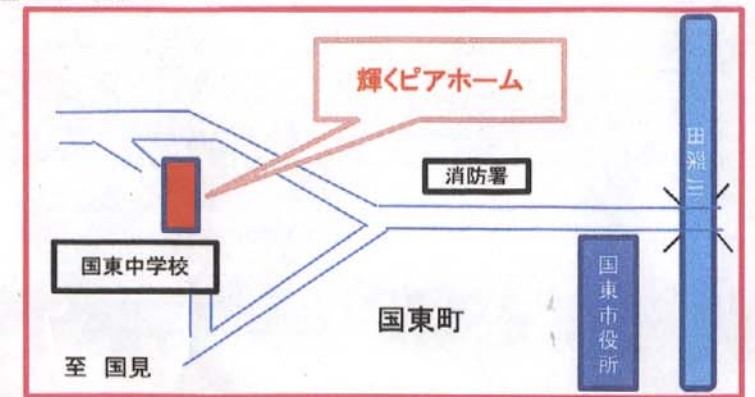 輝くピアホーム
消防署
田深川
国東中学校
国東市役所
国東町
至 国見